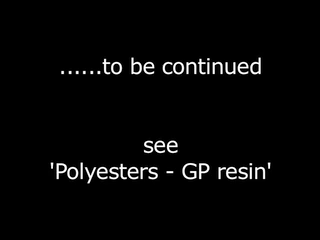 ......to be continued
see
'Polyesters - GP resin'